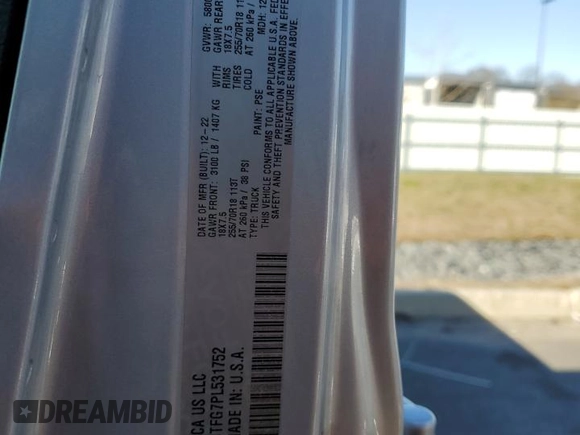 CA US LLC
TFG7PL531752
MADE IN: U.S.A.
DATE OF MFR (BUILT): 12-22
GAWR FRONT: 3100 LB / 1407 KG
18X7.5
255/70R18 113T
AT 260 kPa / 38 PSI
TYPE: TRUCK
GVWR: 5800
GAWR REAR
WITH 18X7.5
RIMS
TIRES 255/70R18 11
COLD AT 260 kPa /
PAINT: PSE
MDH: 12
THIS VEHICLE CONFORMS TO ALL APPLICABLE U.S.A. FED
SAFETY AND THEFT PREVENTION STANDARDS IN EFFE
MANUFACTURE SHOWN ABOVE.
DREAMBID